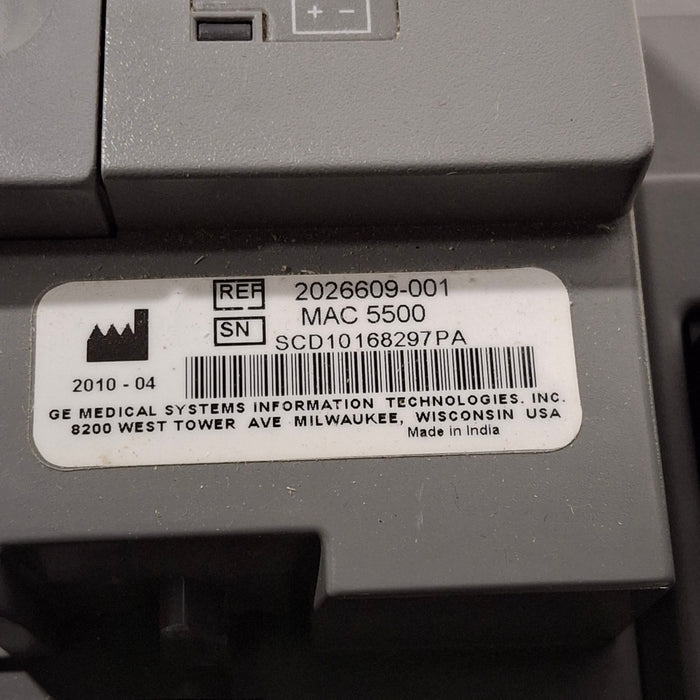 + −
REF 2026609-001
MAC 5500
SN SCD10168297PA
2010 - 04
GE MEDICAL SYSTEMS INFORMATION TECHNOLOGIES. INC.
8200 WEST TOWER AVE MILWAUKEE, WISCONSIN USA
Made in India